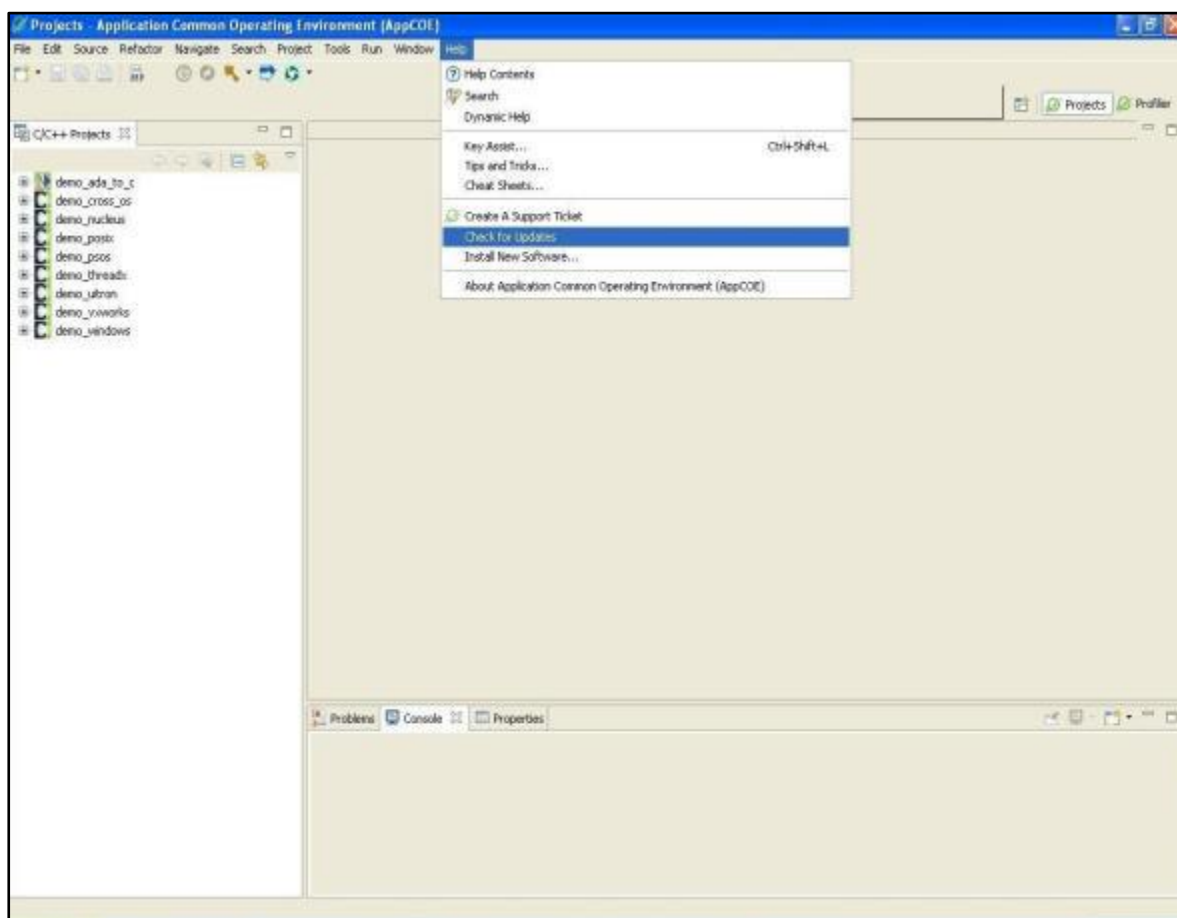 Projects - Application Common Operating Environment (AppCOE)
File Edit Source Refactor Navigate Search Project Tools Run Window Help
Help Contents
Search
Dynamic Help
Key Assist... Ctrl+Shift+L
Tips and Tricks...
Cheat Sheets...
Create A Support Ticket
Check for Updates
Install New Software...
About Application Common Operating Environment (AppCOE)
Projects Profiler
C/C++ Projects
demo_ada_to_c
demo_cross_os
demo_nucleus
demo_posix
demo_psos
demo_threads
demo_uitron
demo_vxworks
demo_windows
Problems Console Properties